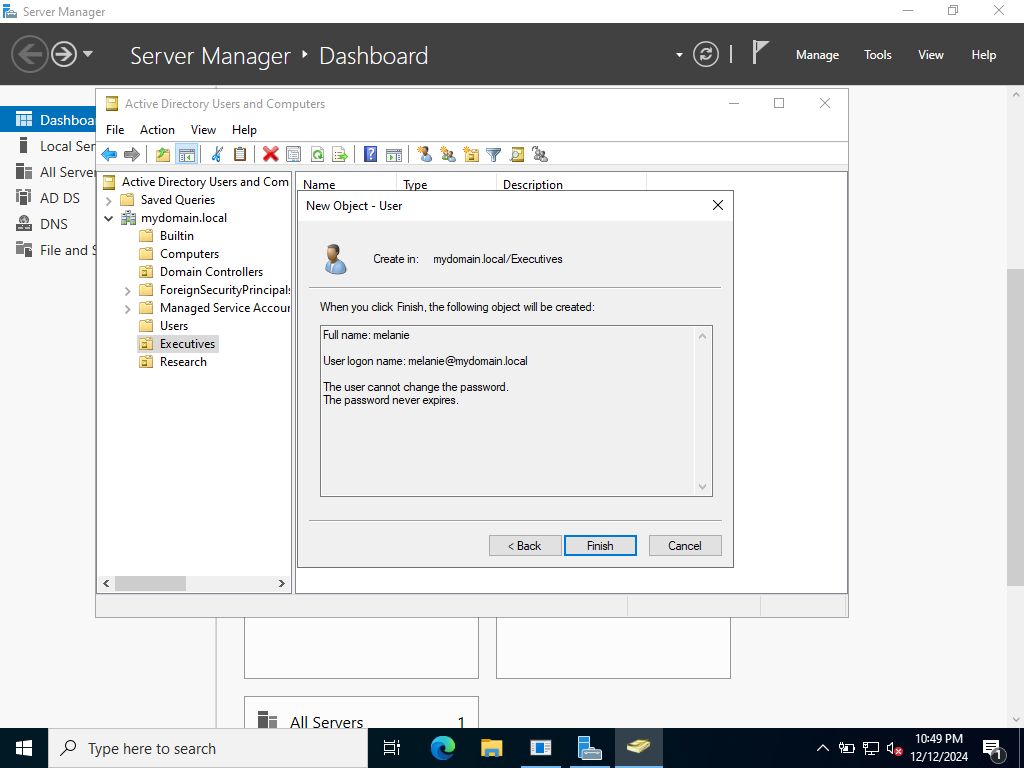 Server Manager
Server Manager • Dashboard
Manage Tools View Help
Dashboa
Local Ser
All Server
AD DS
DNS
File and S
Active Directory Users and Computers
File Action View Help
Active Directory Users and Com
Saved Queries
mydomain.local
Builtin
Computers
Domain Controllers
ForeignSecurityPrincipals
Managed Service Accour
Users
Executives
Research
Name Type Description
New Object - User
Create in: mydomain.local/Executives
When you click Finish, the following object will be created:
Full name: melanie
User logon name: melanie@mydomain.local
The user cannot change the password.
The password never expires.
< Back Finish Cancel
All Servers 1
Type here to search
10:49 PM
12/12/2024
1